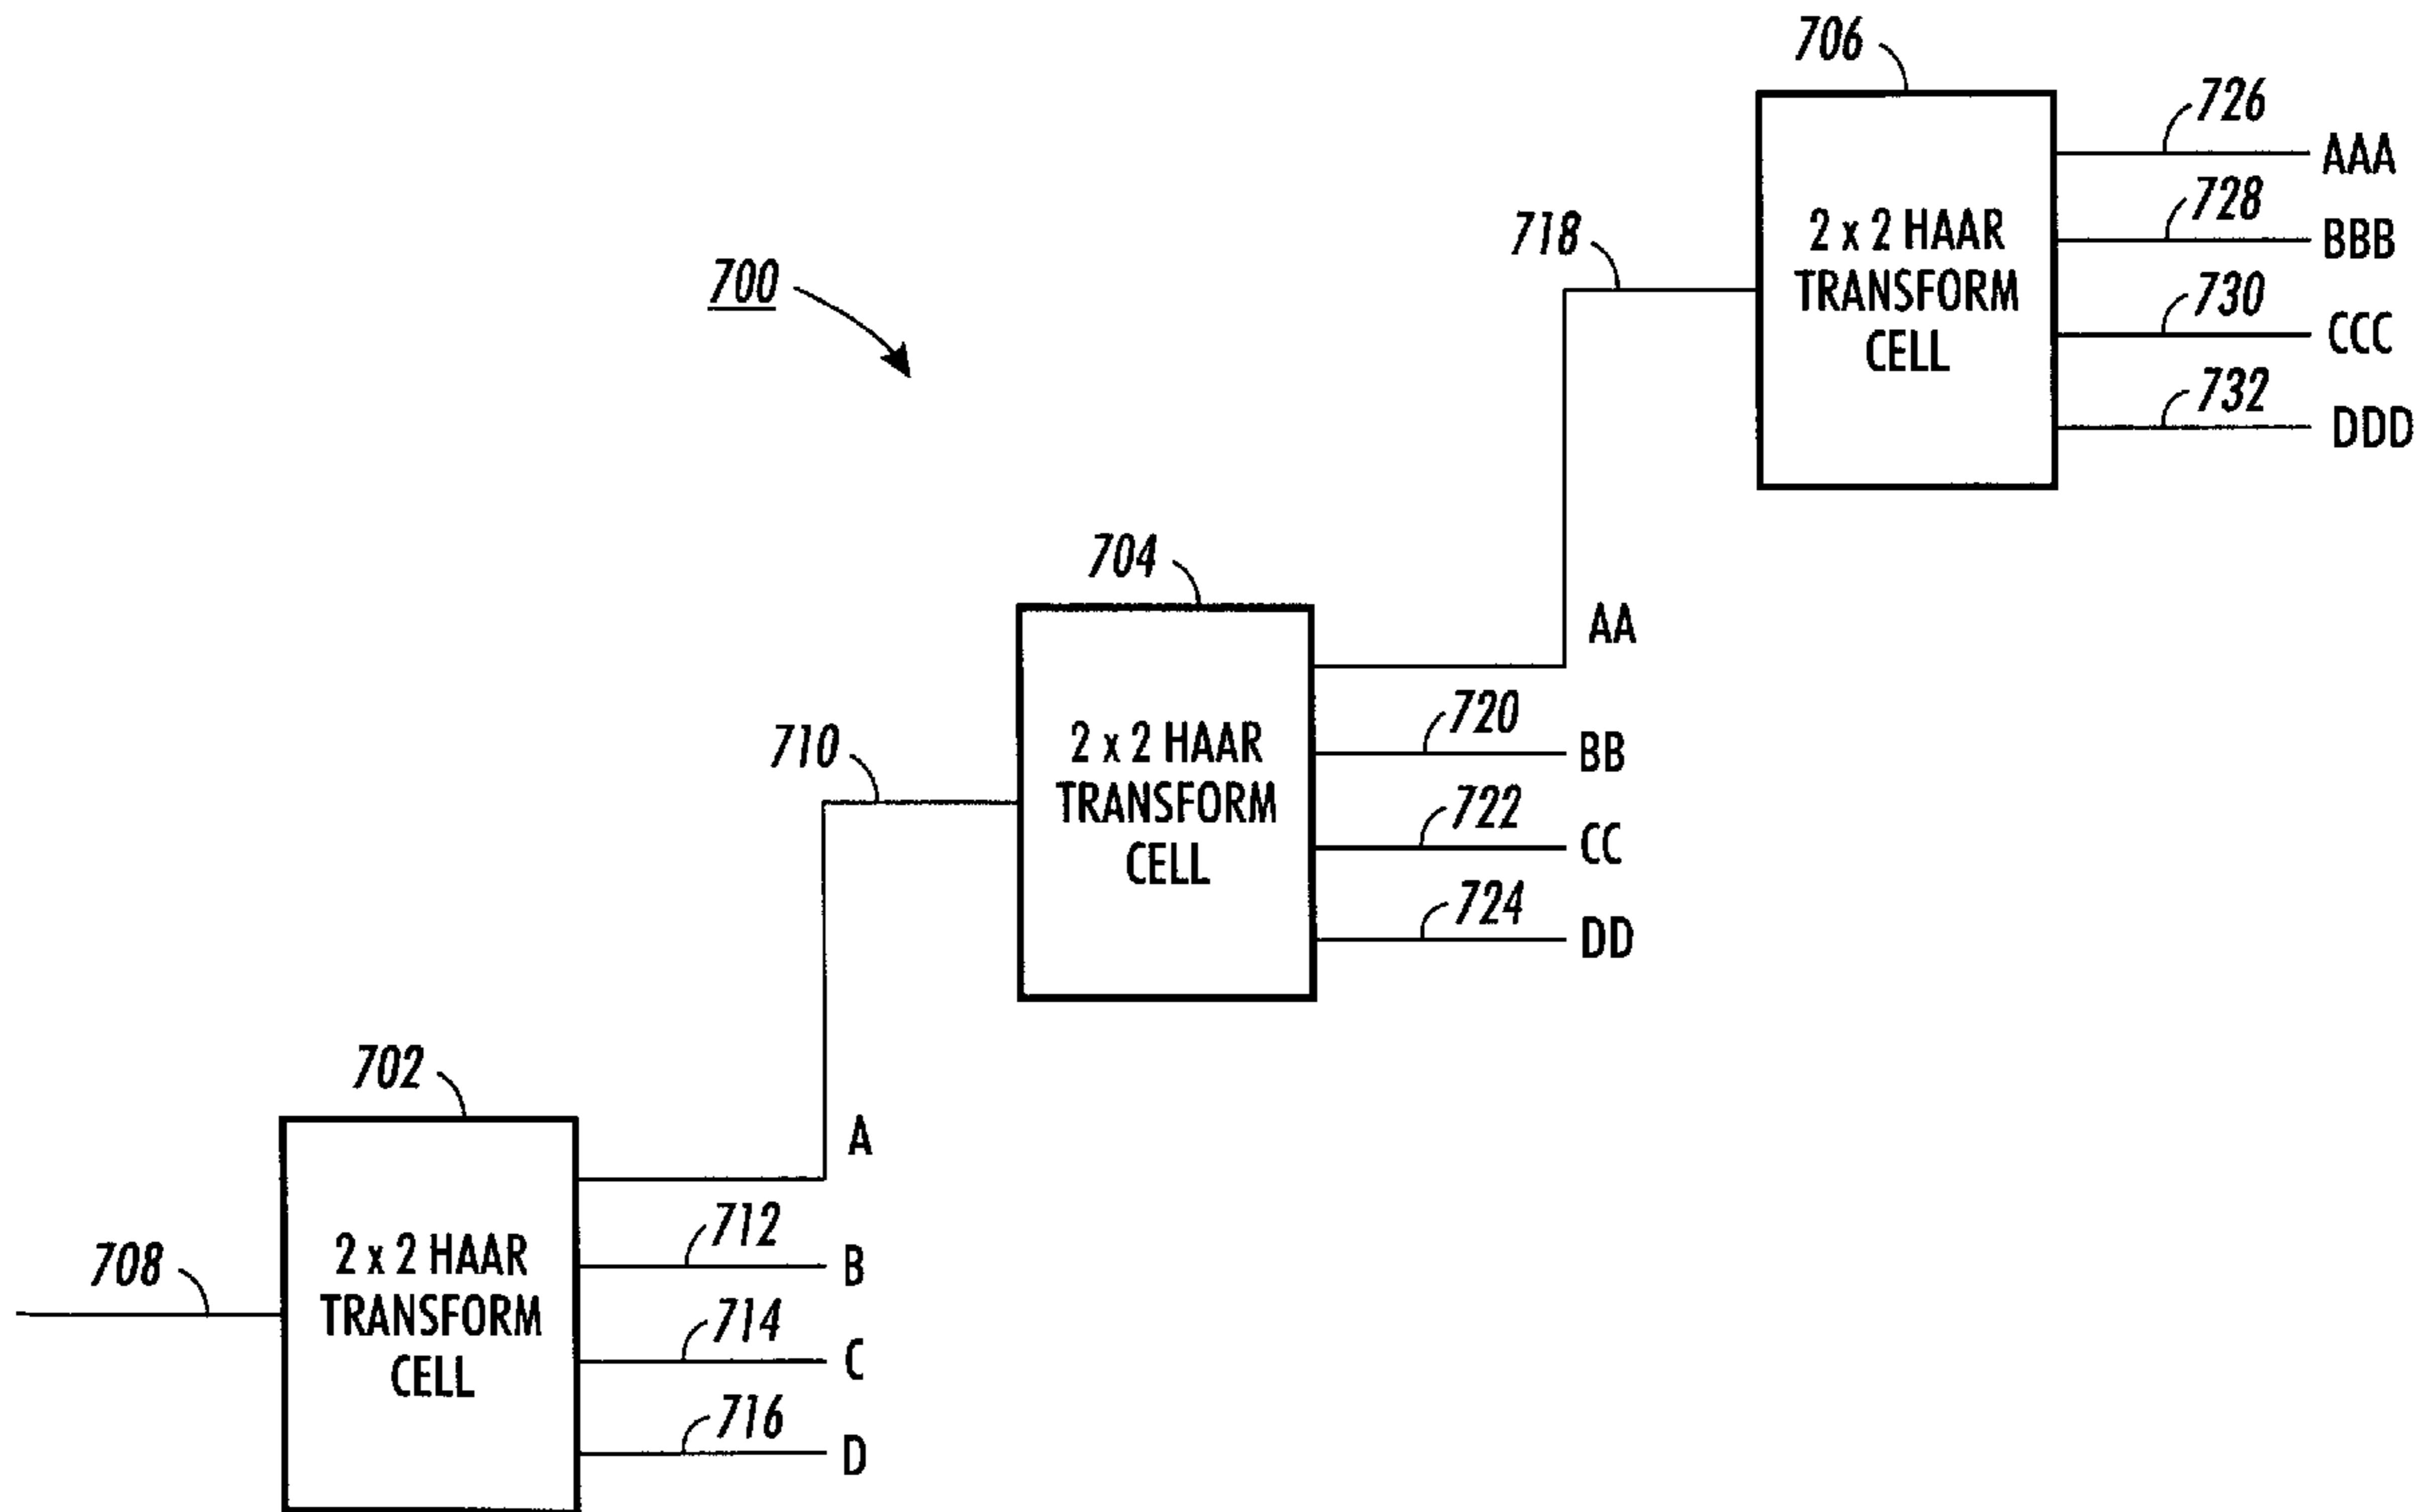 706
726
AAA
728
BBB
718
2 x 2 HAAR
TRANSFORM
CELL
730
CCC
732
DDD
700
704
AA
710
2 x 2 HAAR
TRANSFORM
CELL
720
BB
722
CC
724
DD
702
A
708
2 x 2 HAAR
TRANSFORM
CELL
712
B
714
C
716
D